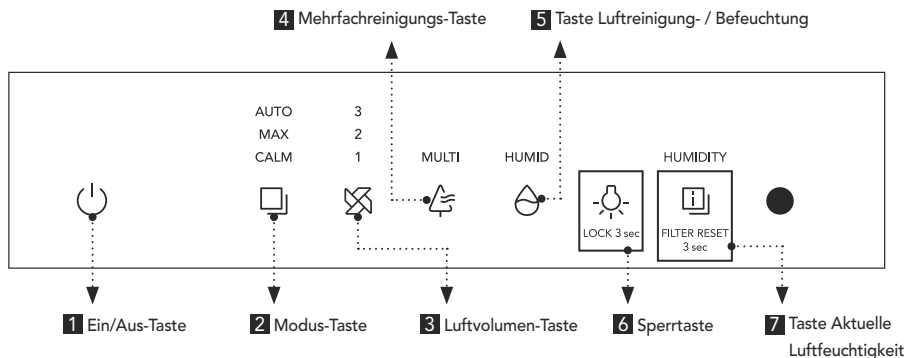 4 Mehrfachreinigungs-Taste
5 Taste Luftreinigung- / Befeuchtung
AUTO 3
MAX 2
CALM 1
MULTI
HUMID
HUMIDITY
LOCK 3 sec
FILTER RESET
3 sec
1 Ein/Aus-Taste
2 Modus-Taste
3 Luftvolumen-Taste
6 Sperrtaste
7 Taste Aktuelle
Luftfeuchtigkeit